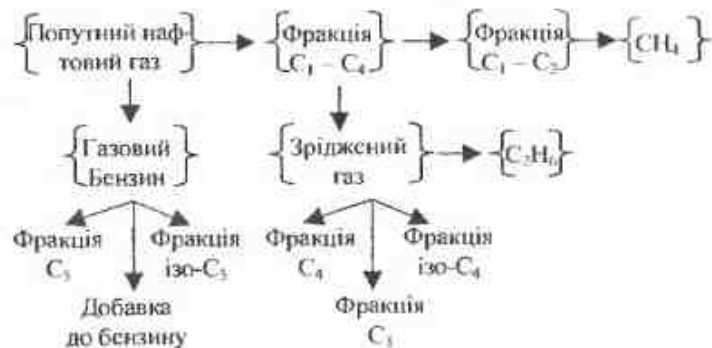 Попутний наф-
товий газ
Фракція
C₁ – C₄
Фракція
C₁ – C₂
CH₄
Газовий
Бензин
Зріджений
газ
C₂H₆
Фракція
C₅
Фракція
ізо-C₅
Фракція
C₄
Фракція
ізо-C₄
Добавка
до бензину
Фракція
C₃